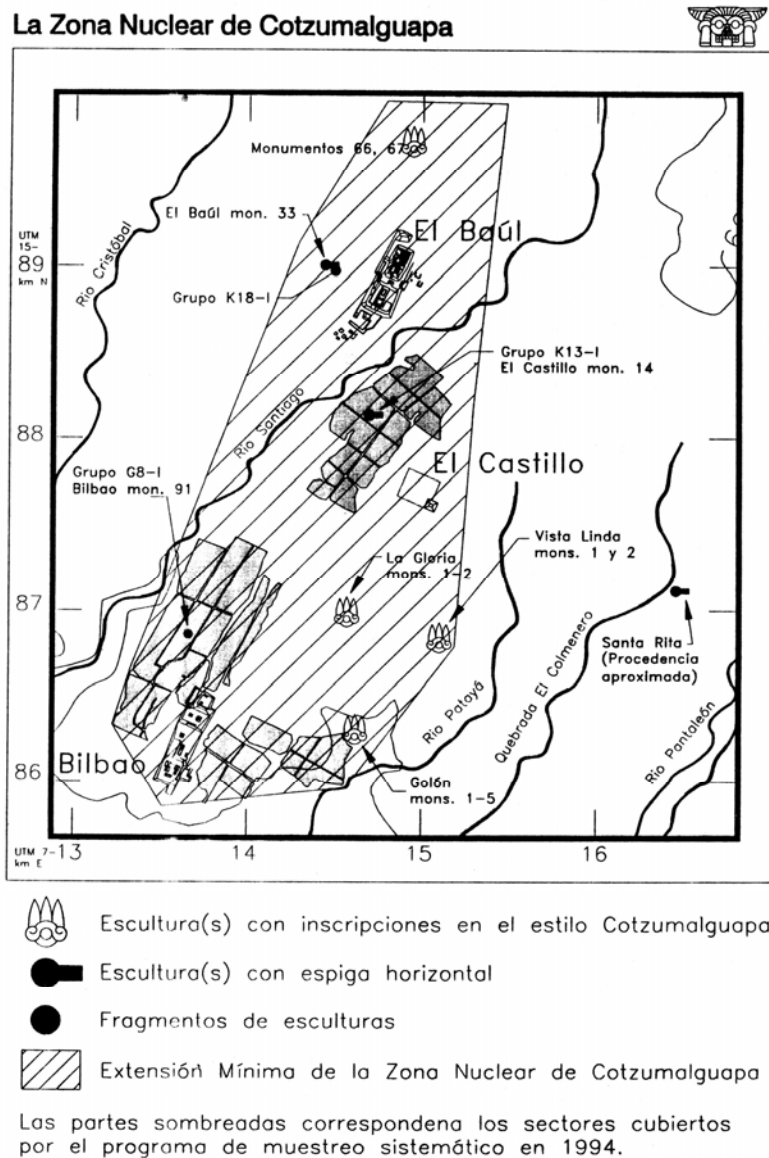 La Zona Nuclear de Cotzumalguapa
Monumentos 66, 67
El Baúl mon. 33
El Baúl
UTM
15-
89
km N
Río Cristóbal
Grupo K18-I
Grupo K13-I
El Castillo mon. 14
Río Santiago
88
El Castillo
Grupo G8-I
Bilbao mon. 91
Vista Linda
mons. 1 y 2
La Gloria
mons. 1-2
87
Santa Rita
(Procedencia
aproximada)
Río Patayá
Quebrada El Colmenero
Río Pantaleón
Bilbao
86
Golón
mons. 1-5
UTM 7-
km E
13 14 15 16
Escultura(s) con inscripciones en el estilo Cotzumalguapa
Escultura(s) con espiga horizontal
Fragmentos de esculturas
Extensión Mínima de la Zona Nuclear de Cotzumalguapa
Las partes sombreadas correspondena los sectores cubiertos
por el programa de muestreo sistemático en 1994.